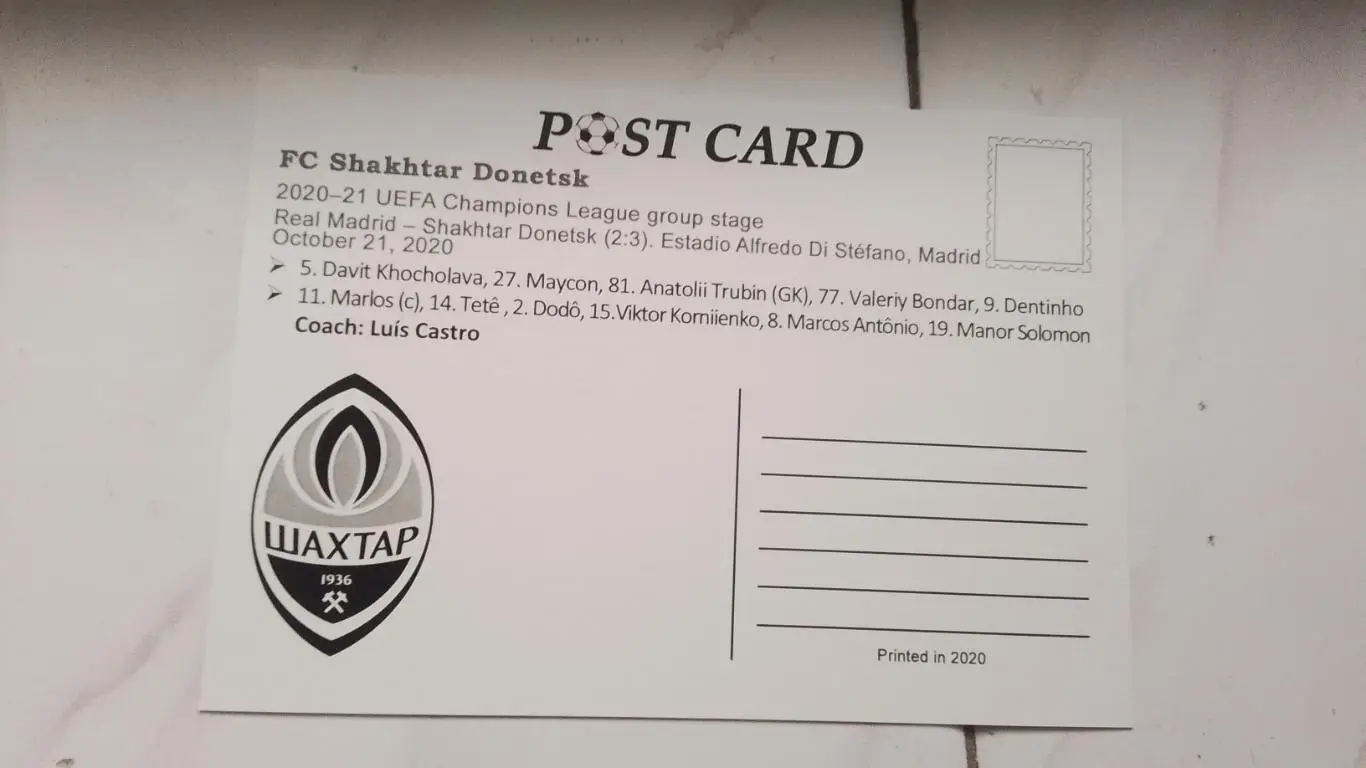 POST CARD
FC Shakhtar Donetsk
2020–21 UEFA Champions League group stage
Real Madrid – Shakhtar Donetsk (2:3). Estadio Alfredo Di Stéfano, Madrid
October 21, 2020
➢ 5. Davit Khocholava, 27. Maycon, 81. Anatolii Trubin (GK), 77. Valeriy Bondar, 9. Dentinho
➢ 11. Marlos (c), 14. Tetê , 2. Dodô, 15.Viktor Korniienko, 8. Marcos Antônio, 19. Manor Solomon
Coach: Luís Castro
ШАХТАР
1936
Printed in 2020